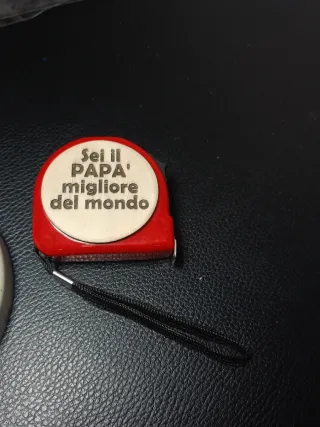 Sei il
PAPA'
migliore
del mondo